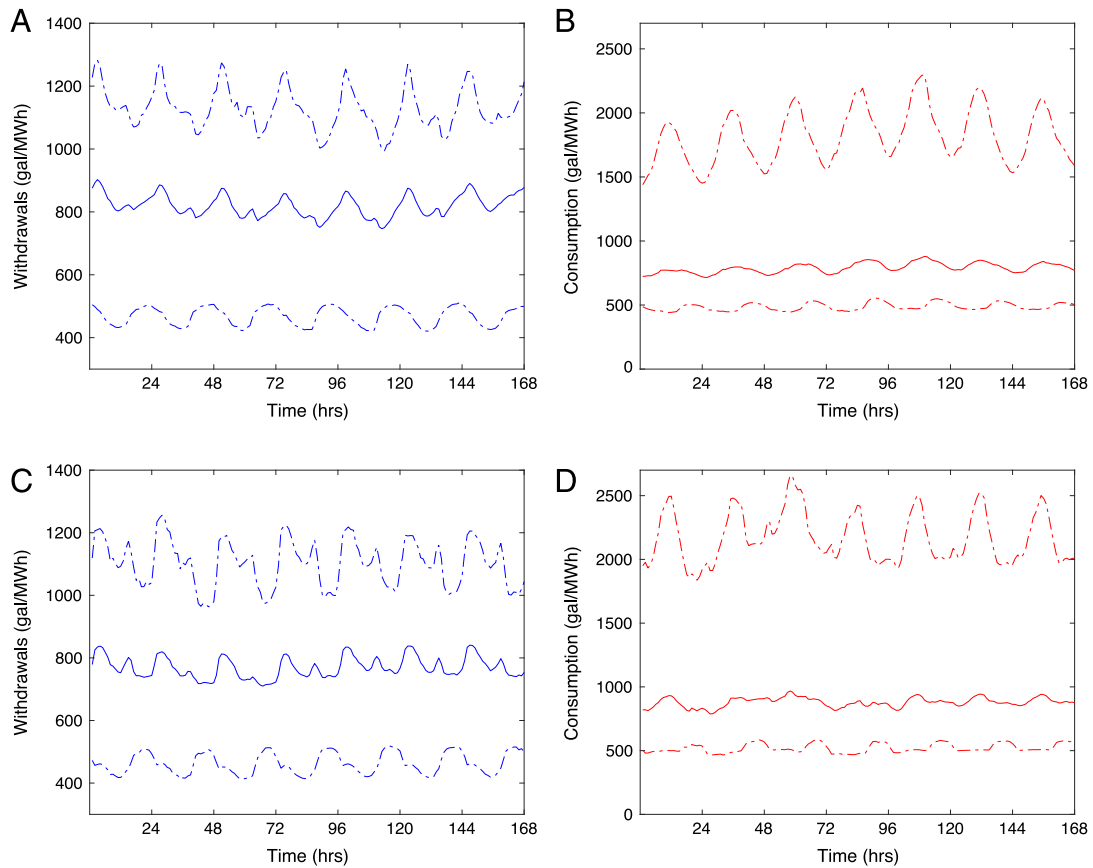 A
Withdrawals (gal/MWh)
1400
1200
1000
800
600
400
24 48 72 96 120 144 168
Time (hrs)
B
Consumption (gal/MWh)
2500
2000
1500
1000
500
0
24 48 72 96 120 144 168
Time (hrs)
C
Withdrawals (gal/MWh)
1400
1200
1000
800
600
400
24 48 72 96 120 144 168
Time (hrs)
D
Consumption (gal/MWh)
2500
2000
1500
1000
500
0
24 48 72 96 120 144 168
Time (hrs)